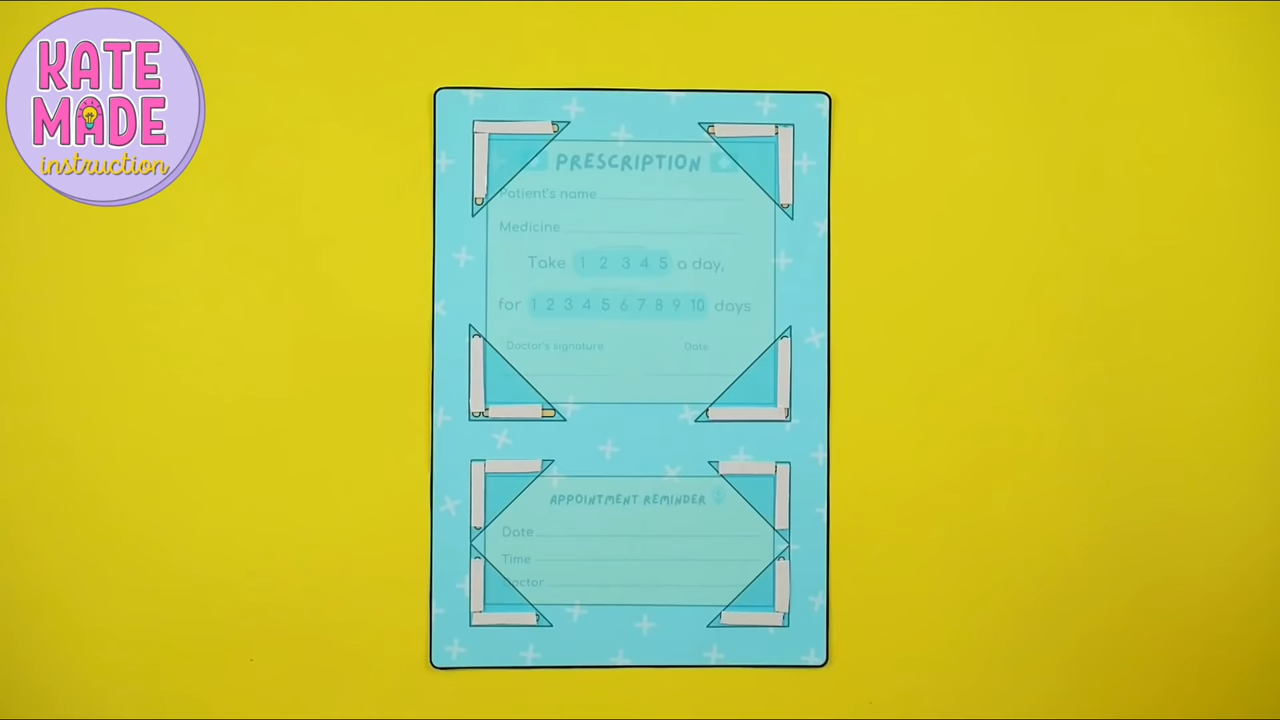 KATE
MADE
instruction
PRESCRIPTION
Patient's name
Medicine
Take 1 2 3 4 5 a day,
for 1 2 3 4 5 6 7 8 9 10 days
Doctor's signature Date
APPOINTMENT REMINDER
Date
Time
Doctor